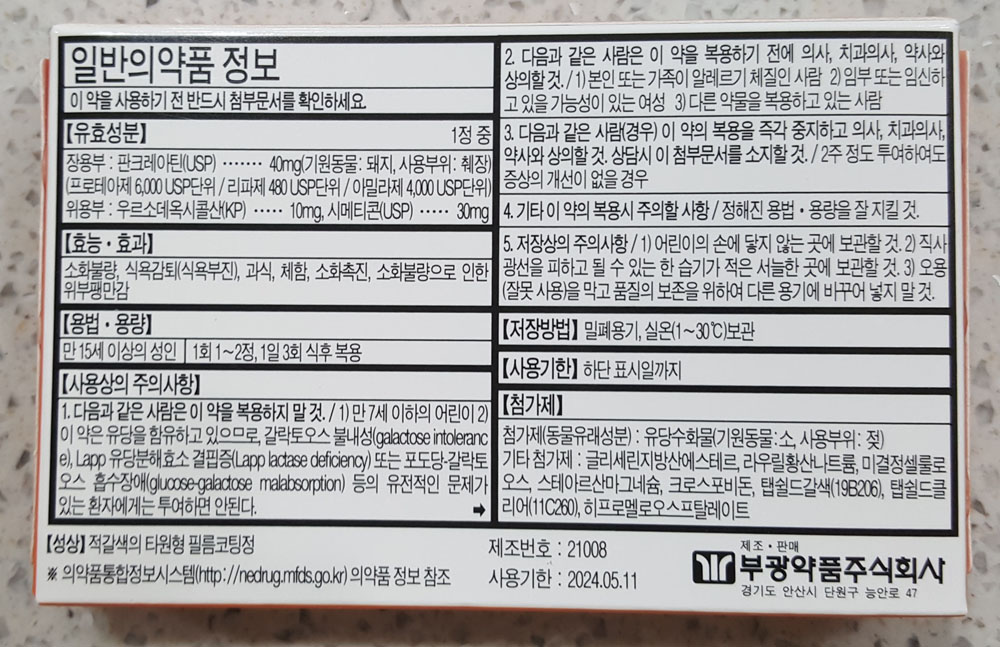 일반의약품 정보
이 약을 사용하기 전 반드시 첨부문서를 확인하세요.
【유효성분】 1정 중
장용부 : 판크레아틴(USP) ······· 40mg(기원동물: 돼지, 사용부위: 췌장)
(프로테아제 6,000 USP단위 / 리파제 480 USP단위 / 아밀라제 4,000 USP단위)
위용부 : 우르소데옥시콜산(KP) ····· 10mg, 시메티콘(USP) ····· 30mg
【효능·효과】
소화불량, 식욕감퇴(식욕부진), 과식, 체함, 소화촉진, 소화불량으로 인한
위부팽만감
【용법·용량】
만 15세 이상의 성인 1회 1~2정, 1일 3회 식후 복용
【사용상의 주의사항】
1. 다음과 같은 사람은 이 약을 복용하지 말 것. / 1) 만 7세 이하의 어린이 2)
이 약은 유당을 함유하고 있으므로, 갈락토오스 불내성(galactose intoleranc
e), Lapp 유당분해효소 결핍증(Lapp lactase deficiency) 또는 포도당-갈락토
오스 흡수장애(glucose-galactose malabsorption) 등의 유전적인 문제가
있는 환자에게는 투여하면 안된다. ➡
2. 다음과 같은 사람은 이 약을 복용하기 전에 의사, 치과의사, 약사와
상의할 것. / 1) 본인 또는 가족이 알레르기 체질인 사람 2) 임부 또는 임신하
고 있을 가능성이 있는 여성 3) 다른 약물을 복용하고 있는 사람
3. 다음과 같은 사람(경우) 이 약의 복용을 즉각 중지하고 의사, 치과의사,
약사와 상의할 것. 상담시 이 첨부문서를 소지할 것. / 2주 정도 투여하여도
증상의 개선이 없을 경우
4. 기타 이 약의 복용시 주의할 사항 / 정해진 용법·용량을 잘 지킬 것.
5. 저장상의 주의사항 / 1) 어린이의 손에 닿지 않는 곳에 보관할 것. 2) 직사
광선을 피하고 될 수 있는 한 습기가 적은 서늘한 곳에 보관할 것. 3) 오용
(잘못 사용)을 막고 품질의 보존을 위하여 다른 용기에 바꾸어 넣지 말 것.
【저장방법】 밀폐용기, 실온(1~30℃)보관
【사용기한】 하단 표시일까지
【첨가제】
첨가제(동물유래성분) : 유당수화물(기원동물:소, 사용부위: 젖)
기타 첨가제 : 글리세린지방산에스테르, 라우릴황산나트륨, 미결정셀룰로
오스, 스테아르산마그네슘, 크로스포비돈, 탭쉴드갈색(19B206), 탭쉴드클
리어(11C260), 히프로멜로오스프탈레이트
【성상】 적갈색의 타원형 필름코팅정
※ 의약품통합정보시스템(http://nedrug.mfds.go.kr) 의약품 정보 참조
제조번호 : 21008
사용기한 : 2024.05.11
제조·판매
부광약품주식회사
경기도 안산시 단원구 능안로 47